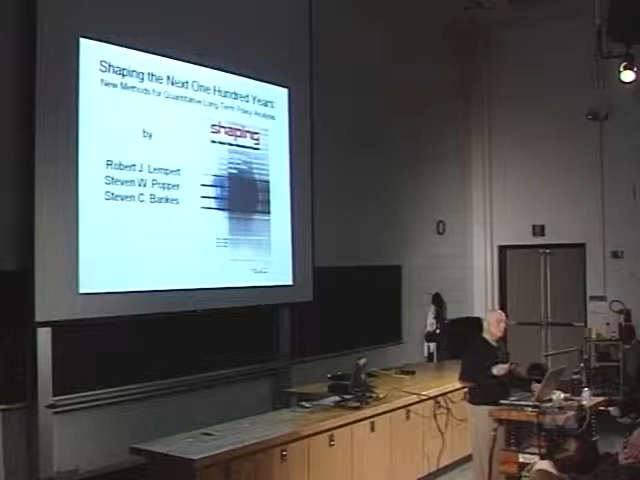 Shaping the Next One Hundred Years:
New Methods for Quantitative Long-Term Policy Analysis
by
shaping
Robert J. Lempert
Steven W. Popper
Steven C. Bankes